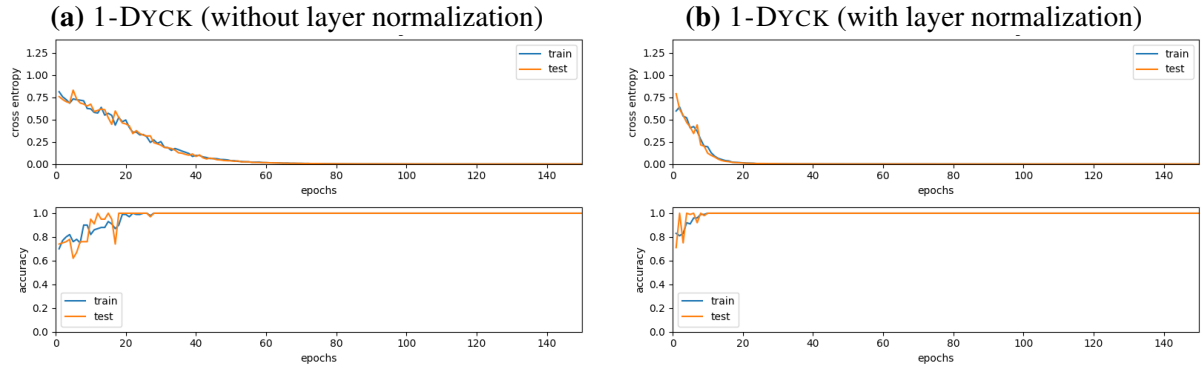 (a) 1-DYCK (without layer normalization)
1.25
1.00
0.75
0.50
0.25
0.00
cross entropy
train
test
0 20 40 60 80 100 120 140
epochs
1.0
0.8
0.6
0.4
0.2
0.0
accuracy
train
test
0 20 40 60 80 100 120 140
epochs
(b) 1-DYCK (with layer normalization)
1.25
1.00
0.75
0.50
0.25
0.00
cross entropy
train
test
0 20 40 60 80 100 120 140
epochs
1.0
0.8
0.6
0.4
0.2
0.0
accuracy
train
test
0 20 40 60 80 100 120 140
epochs